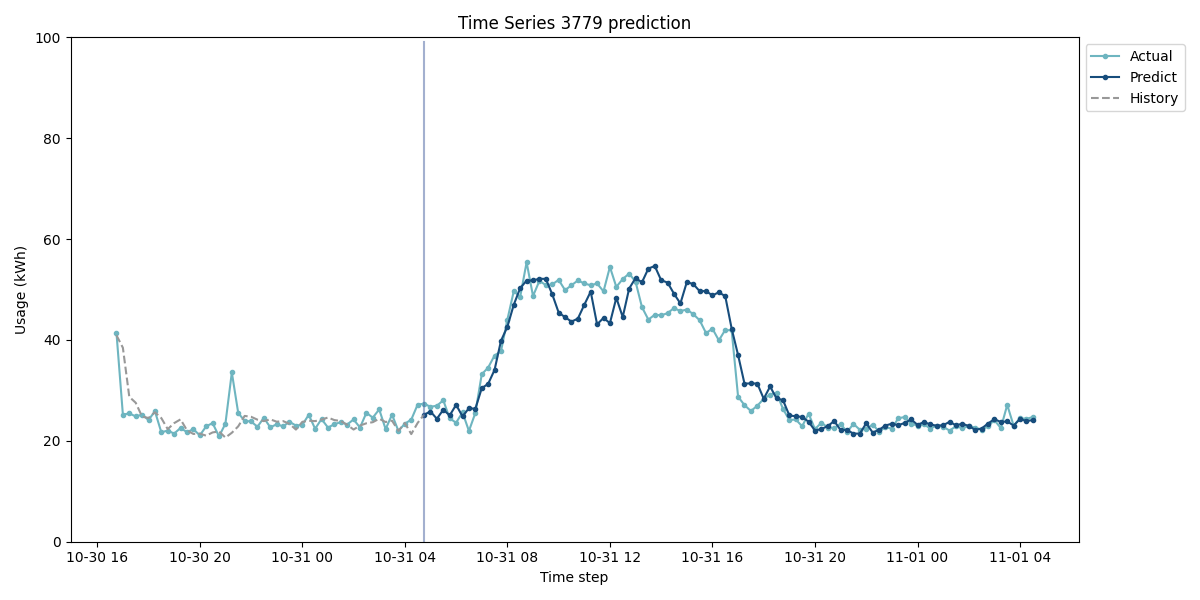 Time Series 3779 prediction
100
80
60
40
20
0
Usage (kWh)
10-30 16
10-30 20
10-31 00
10-31 04
10-31 08
10-31 12
10-31 16
10-31 20
11-01 00
11-01 04
Time step
Actual
Predict
History